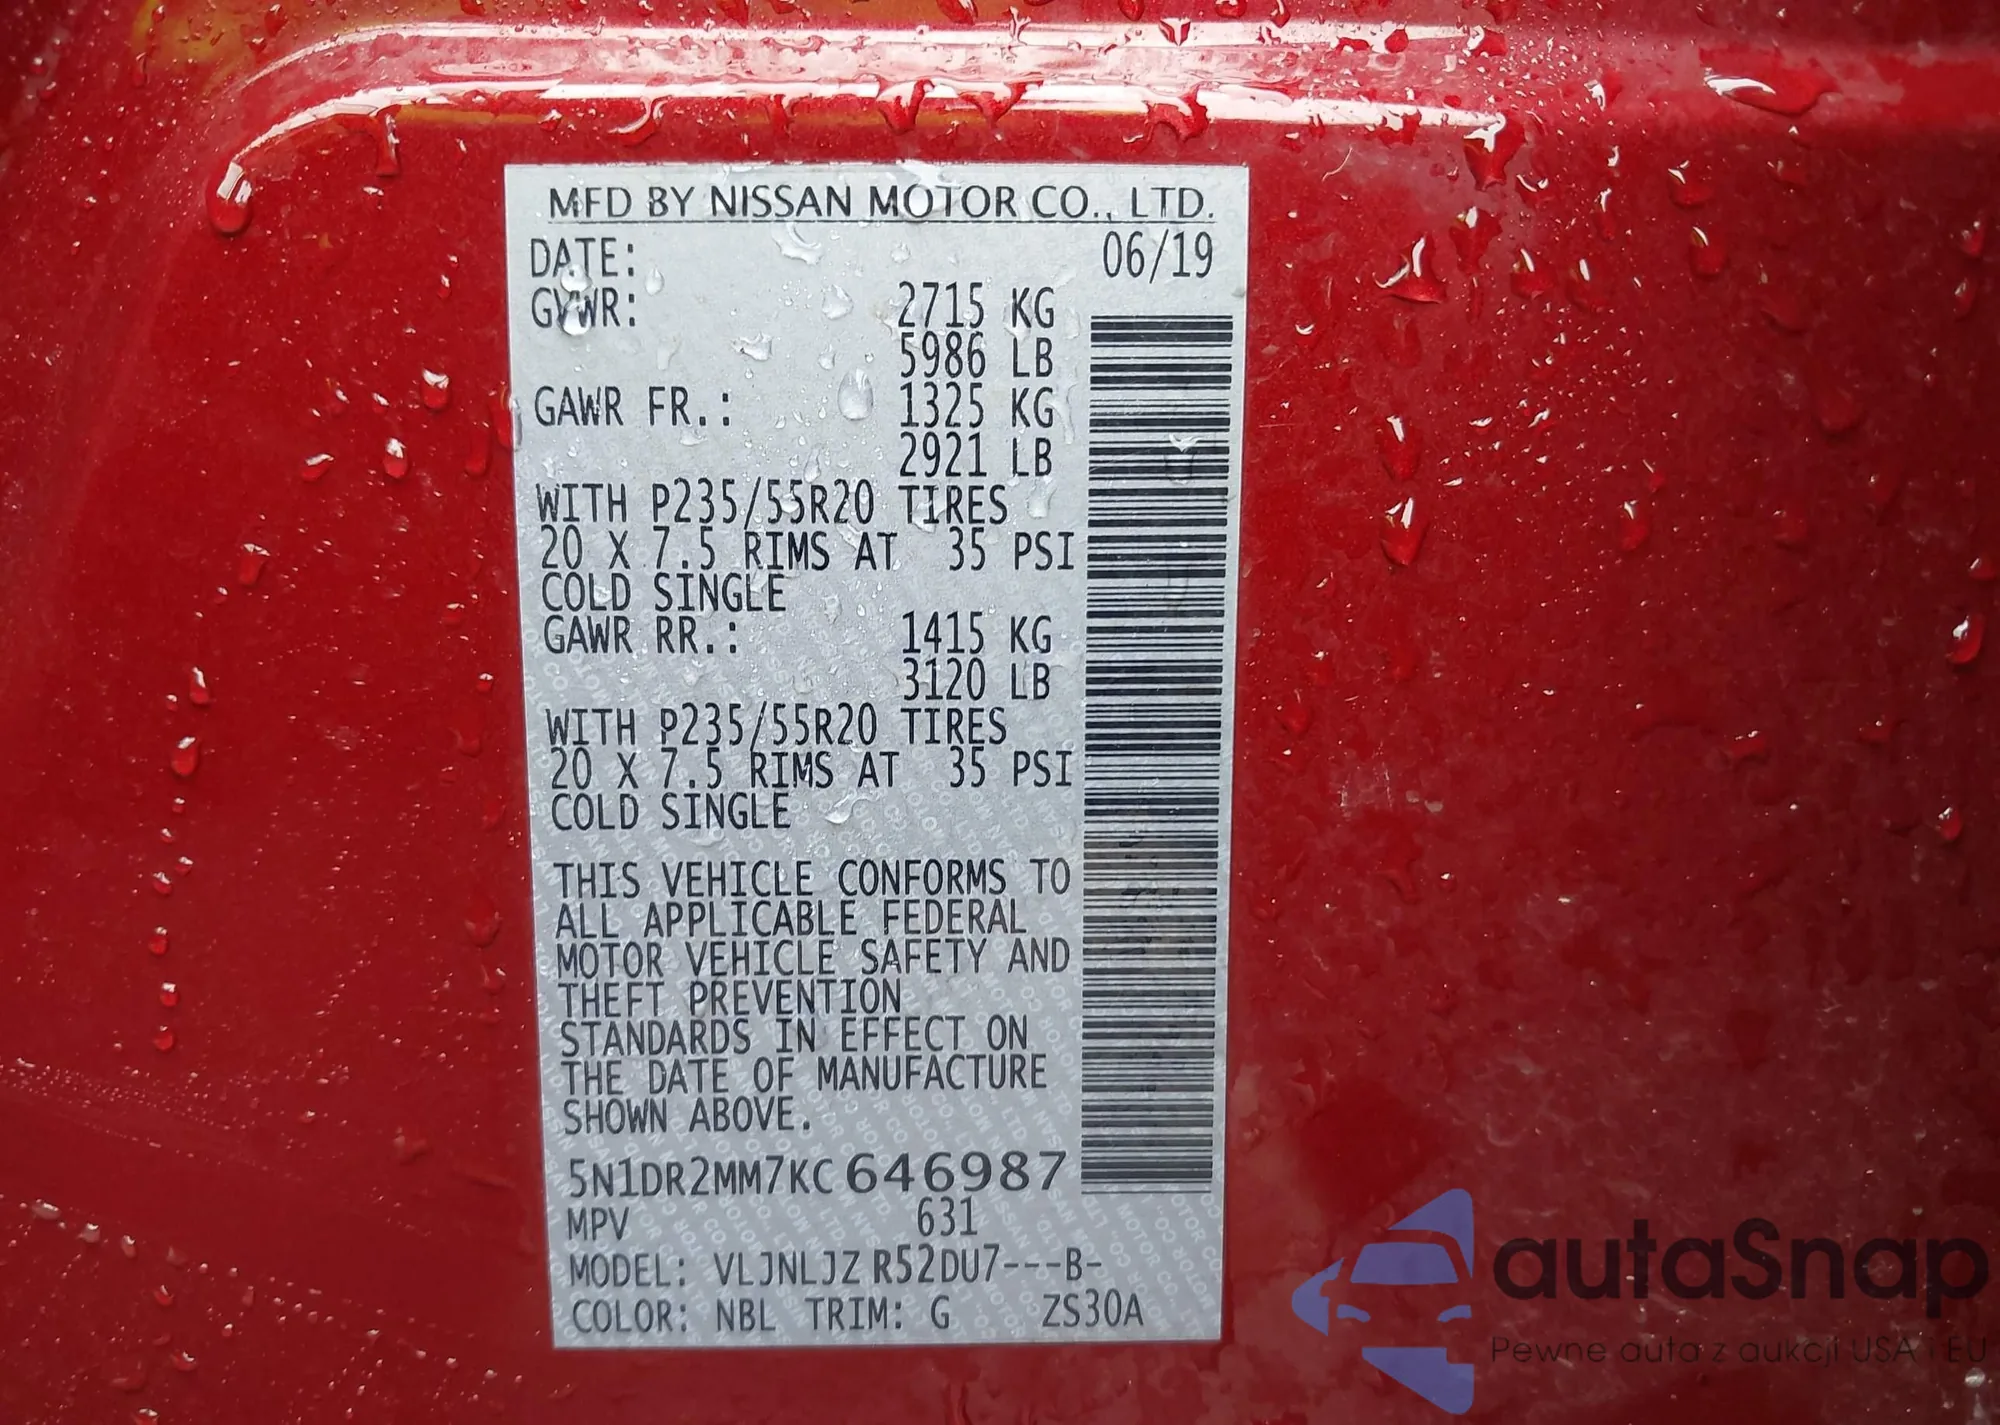 MFD BY NISSAN MOTOR CO., LTD.
DATE: 06/19
GVWR: 2715 KG
5986 LB
GAWR FR.: 1325 KG
2921 LB
WITH P235/55R20 TIRES
20 X 7.5 RIMS AT 35 PSI
COLD SINGLE
GAWR RR.: 1415 KG
3120 LB
WITH P235/55R20 TIRES
20 X 7.5 RIMS AT 35 PSI
COLD SINGLE
THIS VEHICLE CONFORMS TO
ALL APPLICABLE FEDERAL
MOTOR VEHICLE SAFETY AND
THEFT PREVENTION
STANDARDS IN EFFECT ON
THE DATE OF MANUFACTURE
SHOWN ABOVE.
5N1DR2MM7KC646987
MPV 631
MODEL: VLJNLJZ R52DU7---B-
COLOR: NBL TRIM: G ZS30A
autaSnap
Pewne auta z aukcji USA i EU